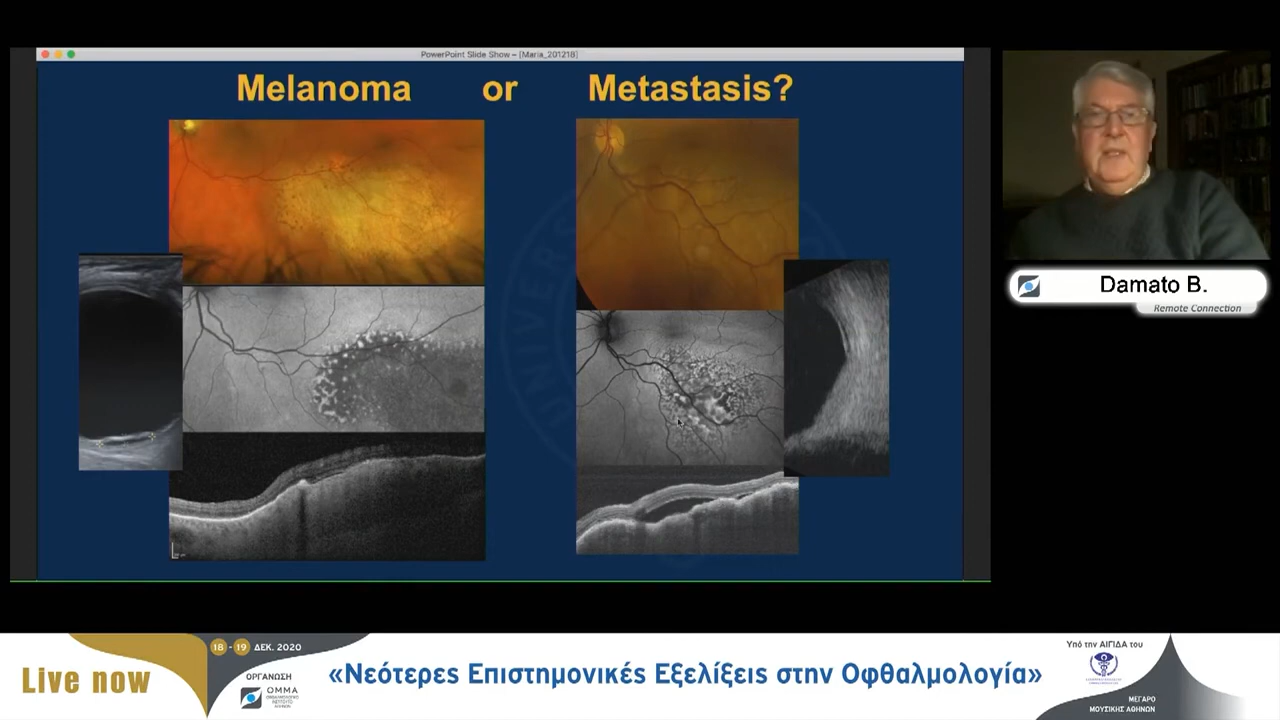 PowerPoint Slide Show – [Maria_201218]
Melanoma or Metastasis?
Damato B.
Remote Connection
Live now
18 - 19 ΔΕΚ. 2020
ΟΡΓΑΝΩΣΗ
ΟΜΜΑ
«Νεότερες Επιστημονικές Εξελίξεις στην Οφθαλμολογία»
Υπό την ΑΙΓΙΔΑ του
ΜΕΓΑΡΟ
ΜΟΥΣΙΚΗΣ ΑΘΗΝΩΝ